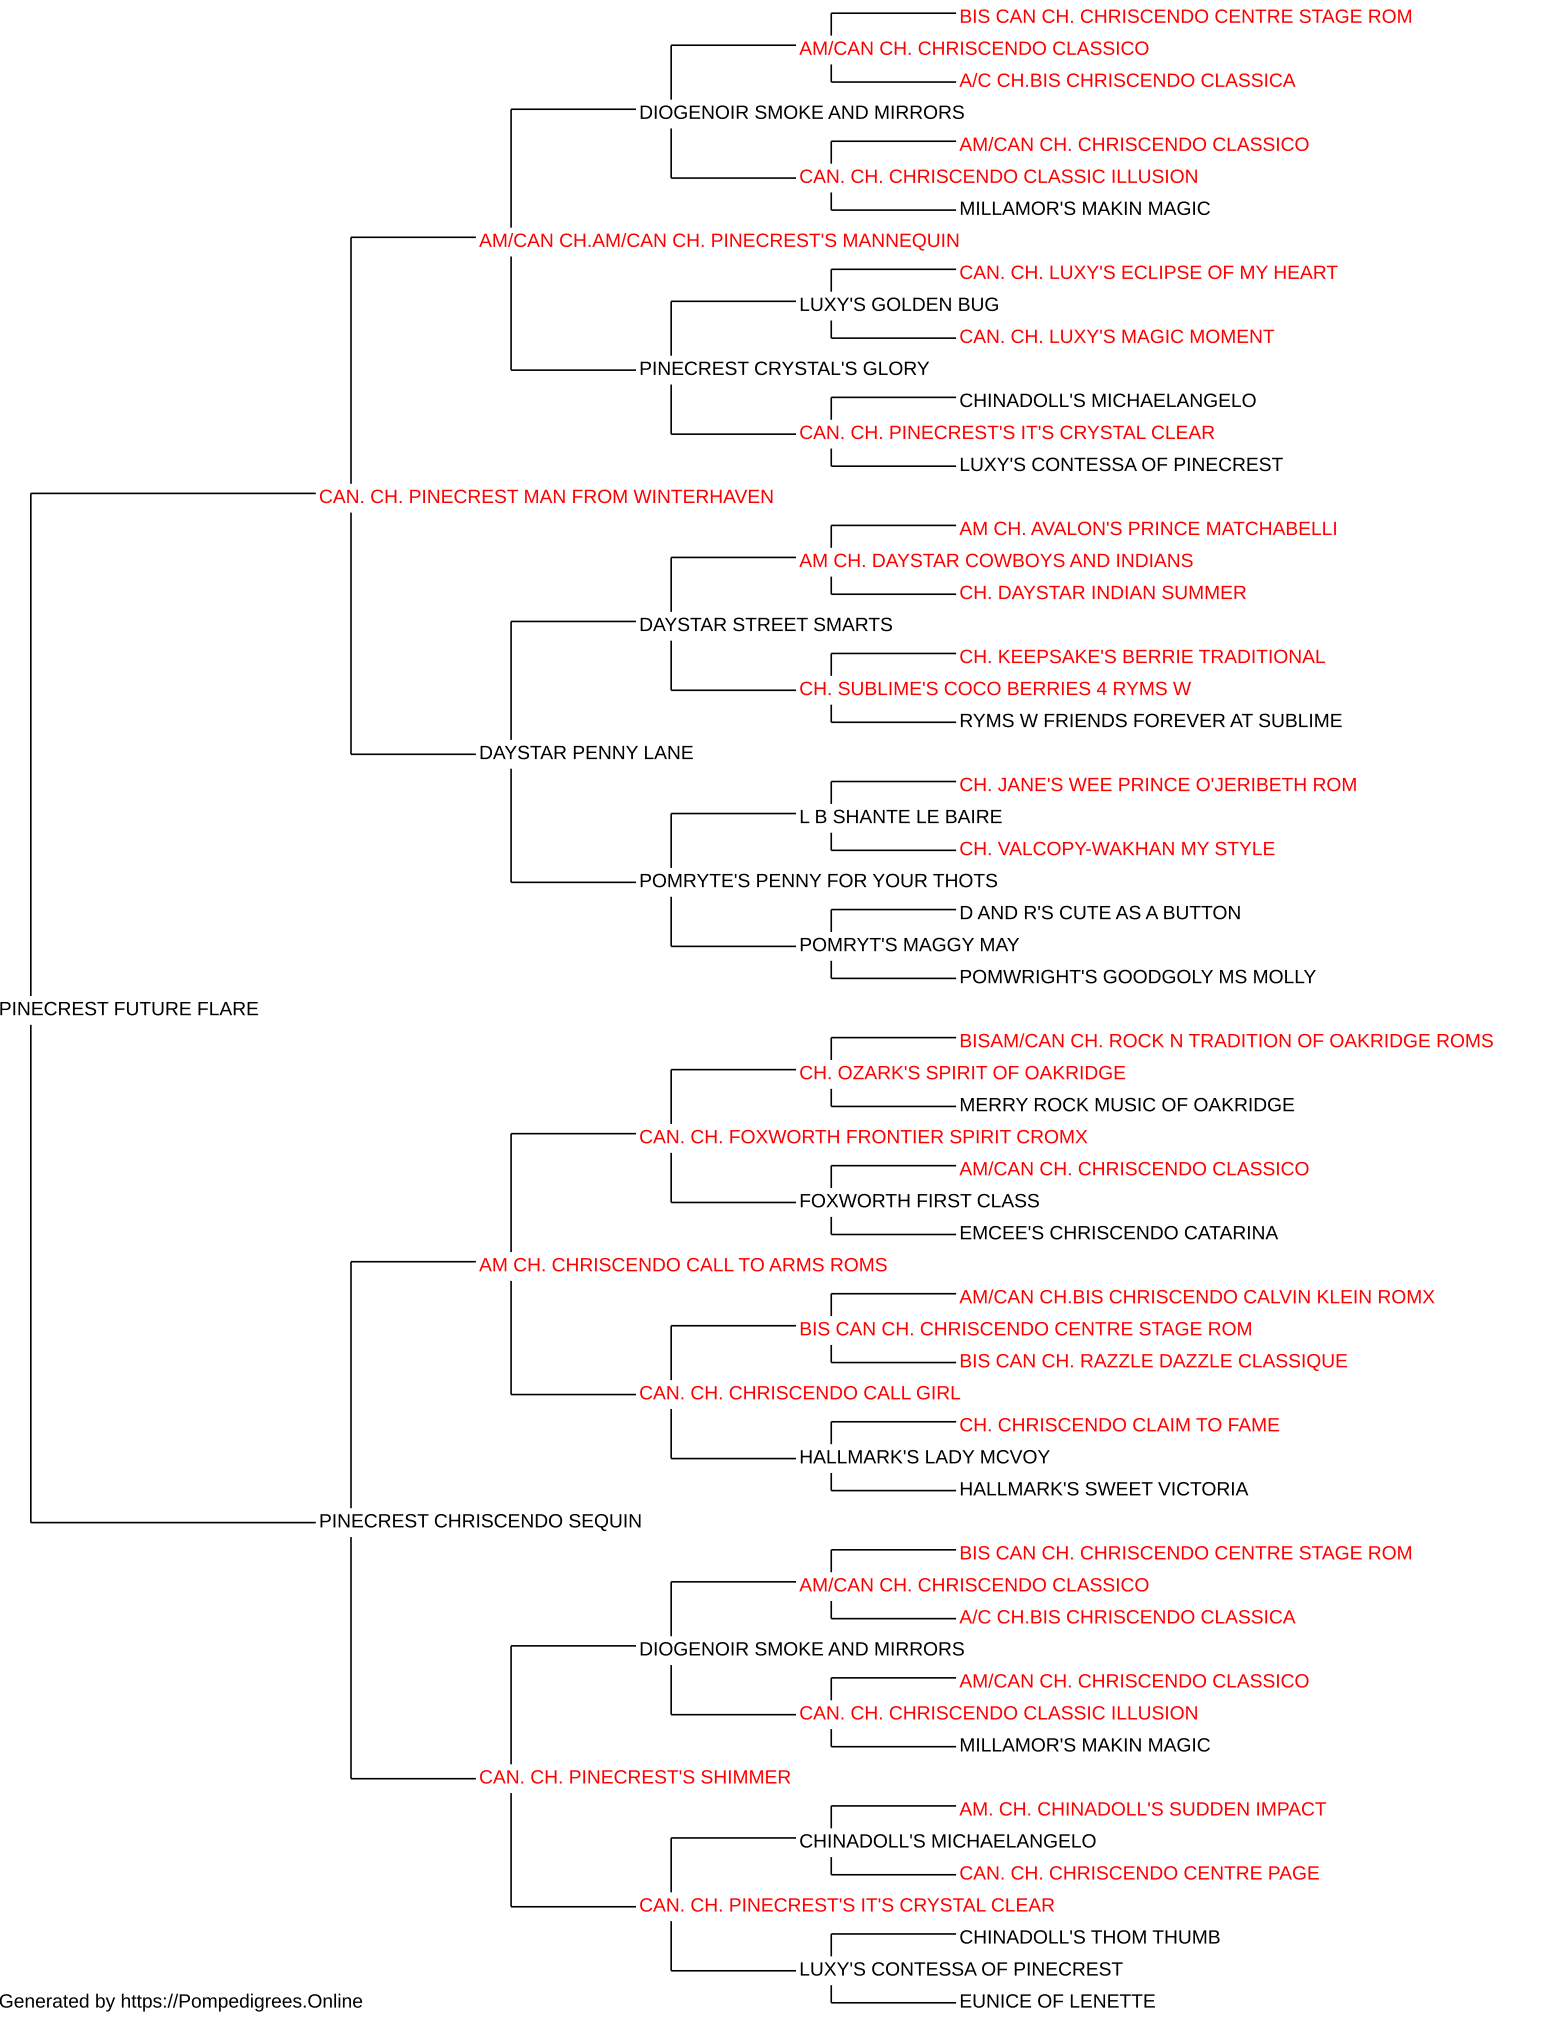 BIS CAN CH. CHRISCENDO CENTRE STAGE ROM
AM/CAN CH. CHRISCENDO CLASSICO
A/C CH.BIS CHRISCENDO CLASSICA
DIOGENOIR SMOKE AND MIRRORS
AM/CAN CH. CHRISCENDO CLASSICO
CAN. CH. CHRISCENDO CLASSIC ILLUSION
MILLAMOR'S MAKIN MAGIC
AM/CAN CH.AM/CAN CH. PINECREST'S MANNEQUIN
CAN. CH. LUXY'S ECLIPSE OF MY HEART
LUXY'S GOLDEN BUG
CAN. CH. LUXY'S MAGIC MOMENT
PINECREST CRYSTAL'S GLORY
CHINADOLL'S MICHAELANGELO
CAN. CH. PINECREST'S IT'S CRYSTAL CLEAR
LUXY'S CONTESSA OF PINECREST
CAN. CH. PINECREST MAN FROM WINTERHAVEN
AM CH. AVALON'S PRINCE MATCHABELLI
AM CH. DAYSTAR COWBOYS AND INDIANS
CH. DAYSTAR INDIAN SUMMER
DAYSTAR STREET SMARTS
CH. KEEPSAKE'S BERRIE TRADITIONAL
CH. SUBLIME'S COCO BERRIES 4 RYMS W
RYMS W FRIENDS FOREVER AT SUBLIME
DAYSTAR PENNY LANE
CH. JANE'S WEE PRINCE O'JERIBETH ROM
L B SHANTE LE BAIRE
CH. VALCOPY-WAKHAN MY STYLE
POMRYTE'S PENNY FOR YOUR THOTS
D AND R'S CUTE AS A BUTTON
POMRYT'S MAGGY MAY
POMWRIGHT'S GOODGOLY MS MOLLY
PINECREST FUTURE FLARE
BISAM/CAN CH. ROCK N TRADITION OF OAKRIDGE ROMS
CH. OZARK'S SPIRIT OF OAKRIDGE
MERRY ROCK MUSIC OF OAKRIDGE
CAN. CH. FOXWORTH FRONTIER SPIRIT CROMX
AM/CAN CH. CHRISCENDO CLASSICO
FOXWORTH FIRST CLASS
EMCEE'S CHRISCENDO CATARINA
AM CH. CHRISCENDO CALL TO ARMS ROMS
AM/CAN CH.BIS CHRISCENDO CALVIN KLEIN ROMX
BIS CAN CH. CHRISCENDO CENTRE STAGE ROM
BIS CAN CH. RAZZLE DAZZLE CLASSIQUE
CAN. CH. CHRISCENDO CALL GIRL
CH. CHRISCENDO CLAIM TO FAME
HALLMARK'S LADY MCVOY
HALLMARK'S SWEET VICTORIA
PINECREST CHRISCENDO SEQUIN
BIS CAN CH. CHRISCENDO CENTRE STAGE ROM
AM/CAN CH. CHRISCENDO CLASSICO
A/C CH.BIS CHRISCENDO CLASSICA
DIOGENOIR SMOKE AND MIRRORS
AM/CAN CH. CHRISCENDO CLASSICO
CAN. CH. CHRISCENDO CLASSIC ILLUSION
MILLAMOR'S MAKIN MAGIC
CAN. CH. PINECREST'S SHIMMER
AM. CH. CHINADOLL'S SUDDEN IMPACT
CHINADOLL'S MICHAELANGELO
CAN. CH. CHRISCENDO CENTRE PAGE
CAN. CH. PINECREST'S IT'S CRYSTAL CLEAR
CHINADOLL'S THOM THUMB
LUXY'S CONTESSA OF PINECREST
EUNICE OF LENETTE
Generated by https://Pompedigrees.Online